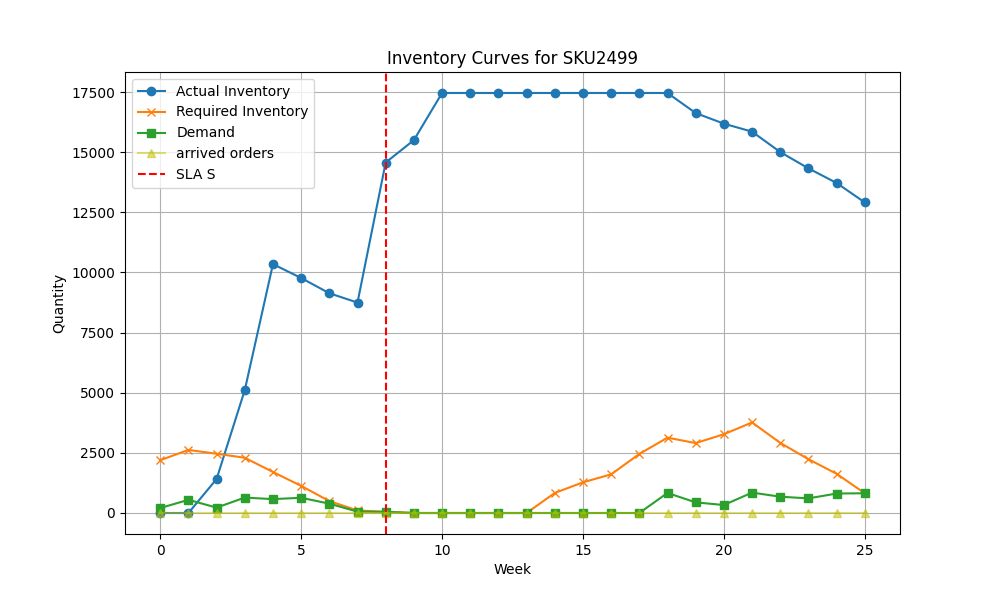 Inventory Curves for SKU2499
Actual Inventory
Required Inventory
Demand
arrived orders
SLA S
Quantity
17500
15000
12500
10000
7500
5000
2500
0
0
5
10
15
20
25
Week